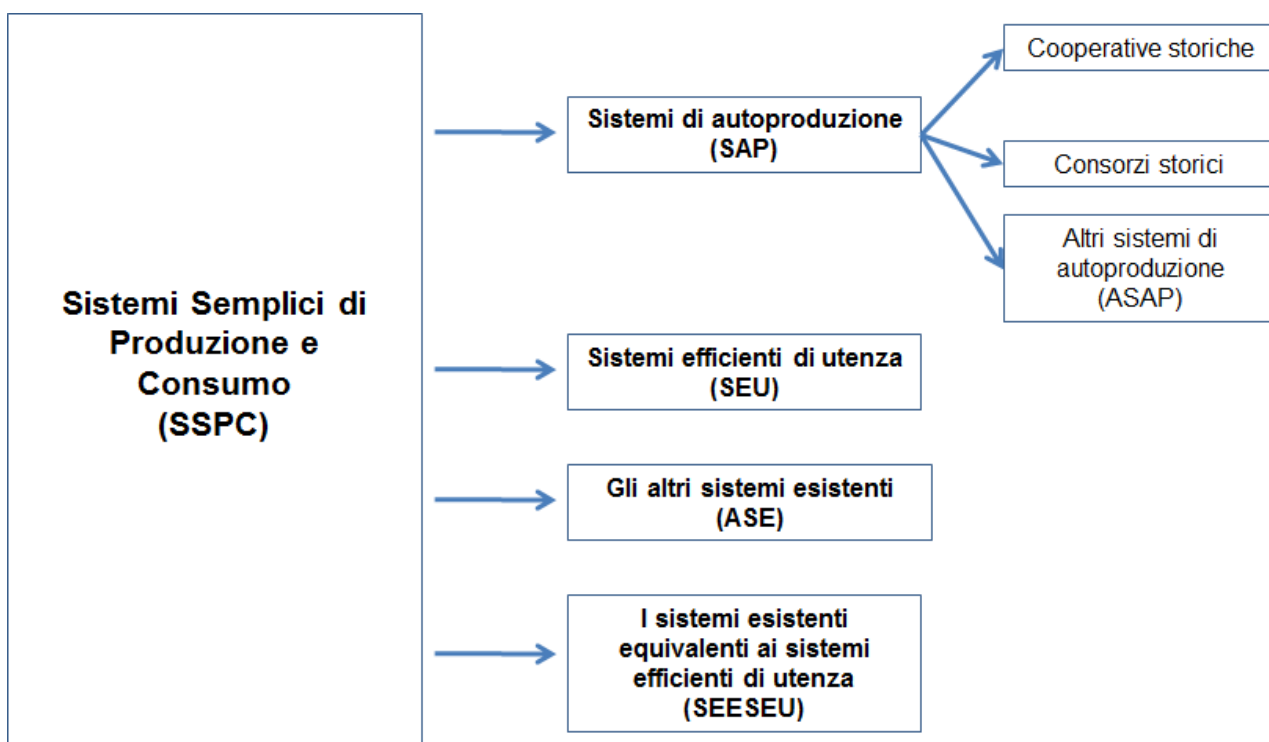 Sistemi Semplici di
Produzione e
Consumo
(SSPC)
Sistemi di autoproduzione
(SAP)
Cooperative storiche
Consorzi storici
Altri sistemi di
autoproduzione
(ASAP)
Sistemi efficienti di utenza
(SEU)
Gli altri sistemi esistenti
(ASE)
I sistemi esistenti
equivalenti ai sistemi
efficienti di utenza
(SEESEU)